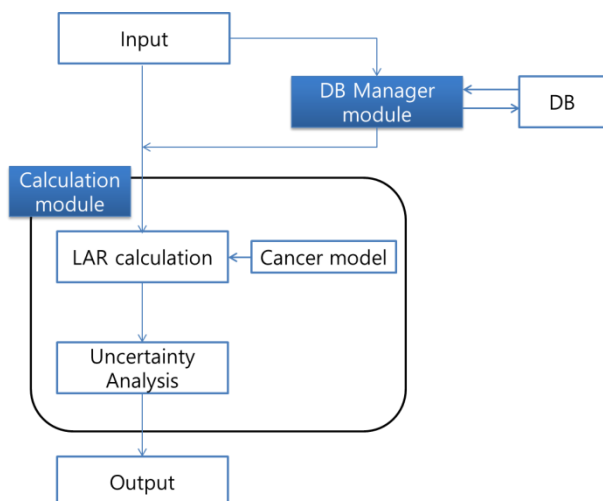 Input
DB Manager
module
DB
Calculation
module
LAR calculation
Cancer model
Uncertainty
Analysis
Output